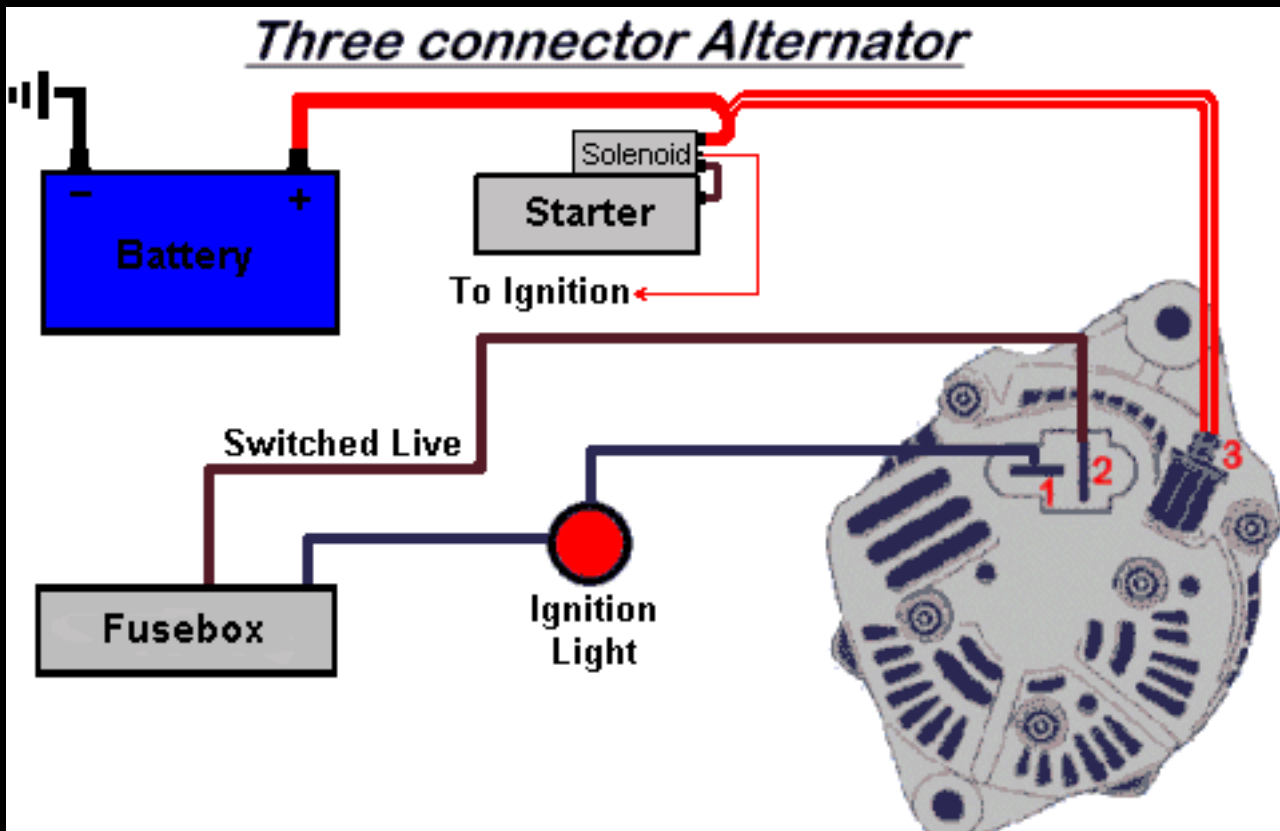 Three connector Alternator
Solenoid
- +
Battery
Starter
To Ignition
Switched Live
1 2 3
Ignition
Light
Fusebox